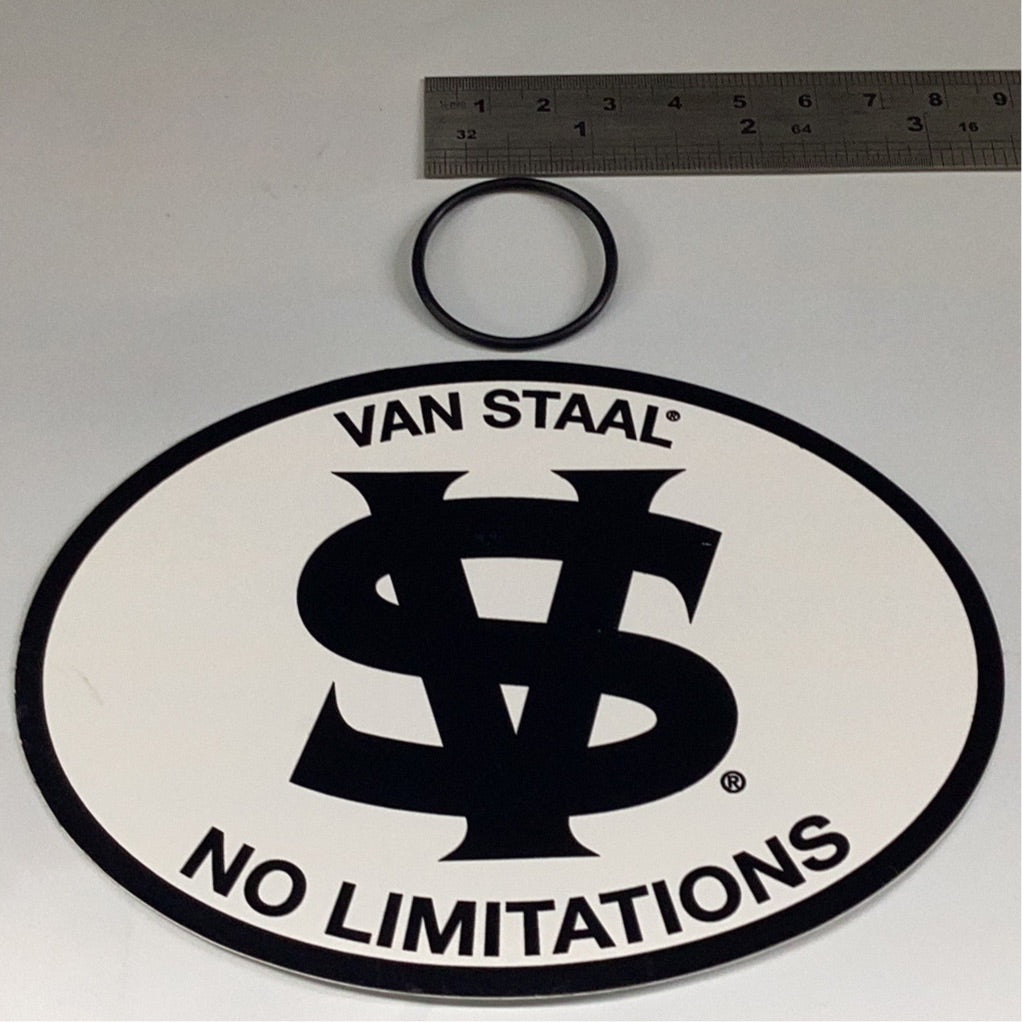 1 2 3 4 5 6 7 8 9
32 1 2 64 3 16
VAN STAAL®
VS
®
NO LIMITATIONS